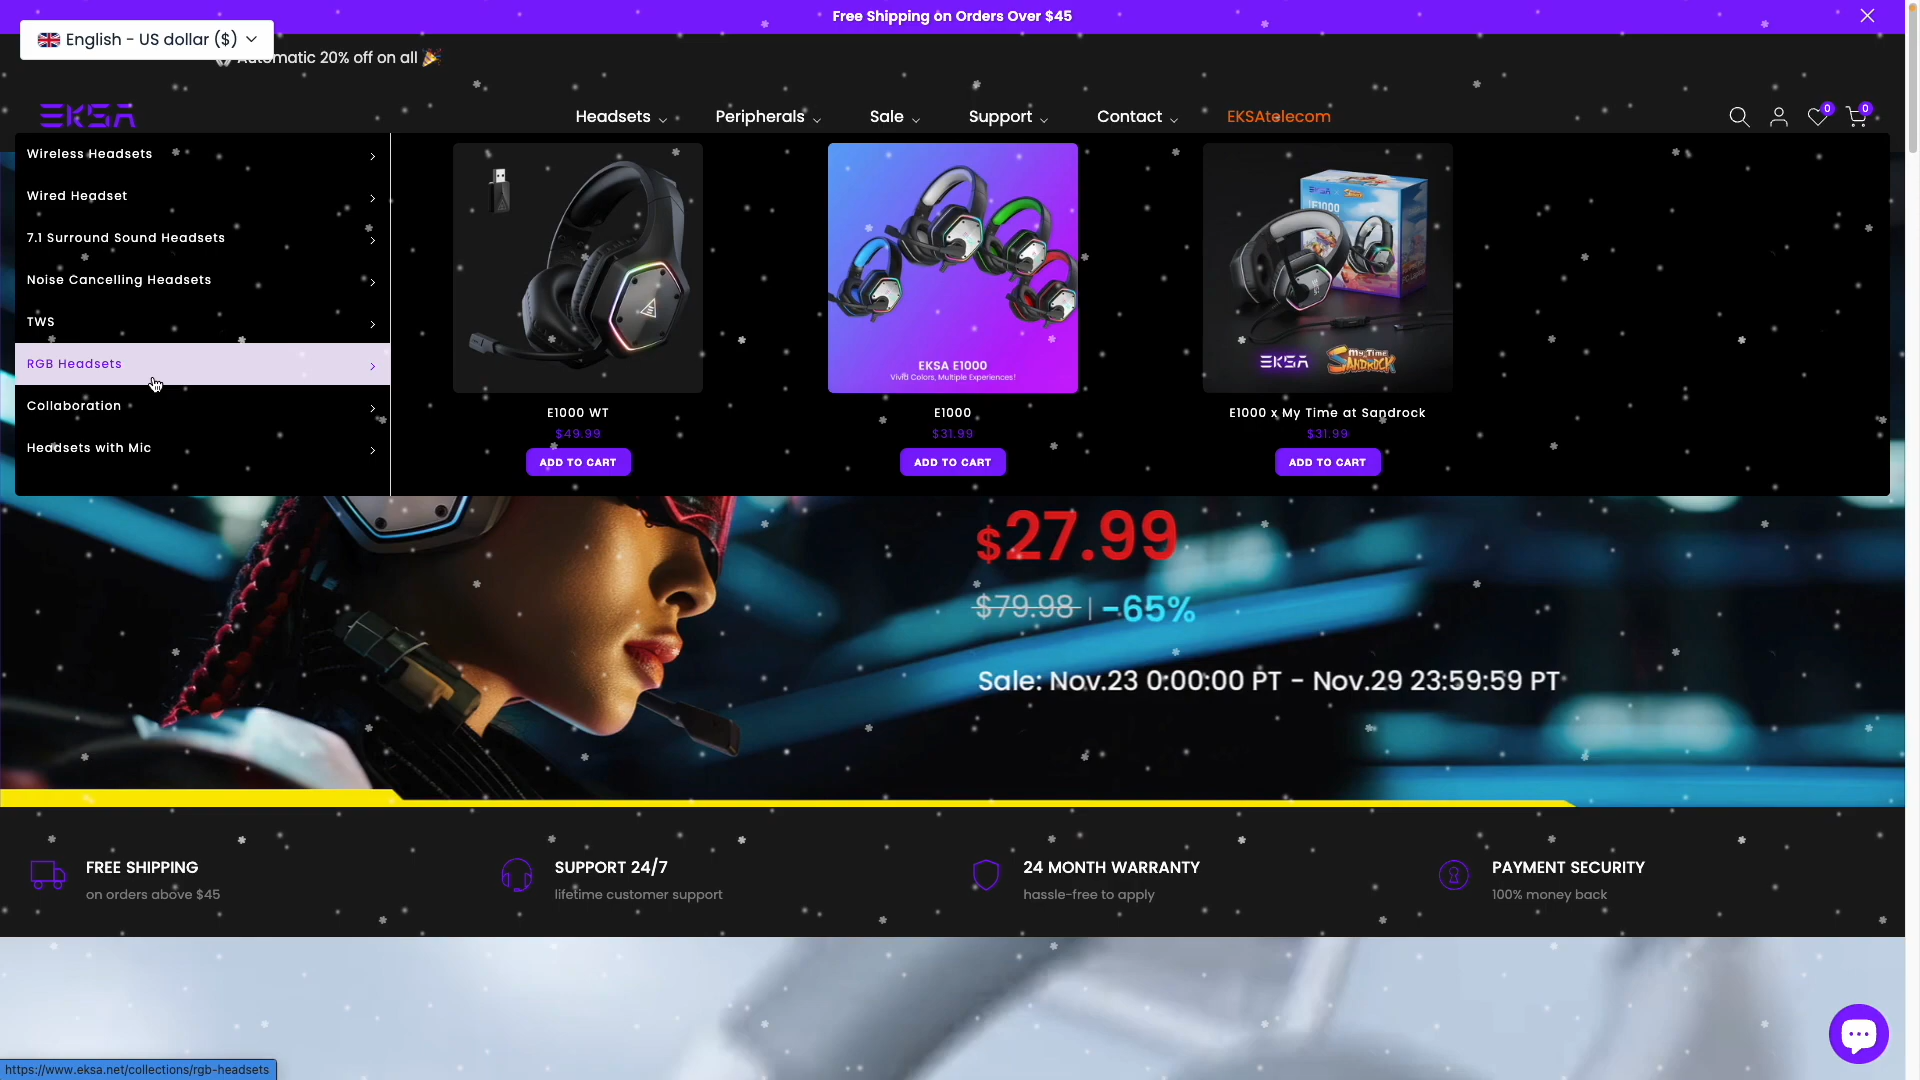 Free Shipping on Orders Over $45
English - US dollar ($)
Automatic 20% off on all 🎉
EKSA
Headsets
Peripherals
Sale
Support
Contact
EKSAtelecom
0
0
Wireless Headsets
Wired Headset
7.1 Surround Sound Headsets
Noise Cancelling Headsets
TWS
RGB Headsets
Collaboration
Headsets with Mic
EKSA E1000
Vivid Colors, Multiple Experiences!
E1000
EKSA
My Time at
SANDROCK
E1000 WT
$49.99
ADD TO CART
E1000
$31.99
ADD TO CART
E1000 x My Time at Sandrock
$31.99
ADD TO CART
$27.99
$79.98 | -65%
Sale: Nov.23 0:00:00 PT - Nov.29 23:59:59 PT
FREE SHIPPING
on orders above $45
SUPPORT 24/7
lifetime customer support
24 MONTH WARRANTY
hassle-free to apply
PAYMENT SECURITY
100% money back
https://www.eksa.net/collections/rgb-headsets